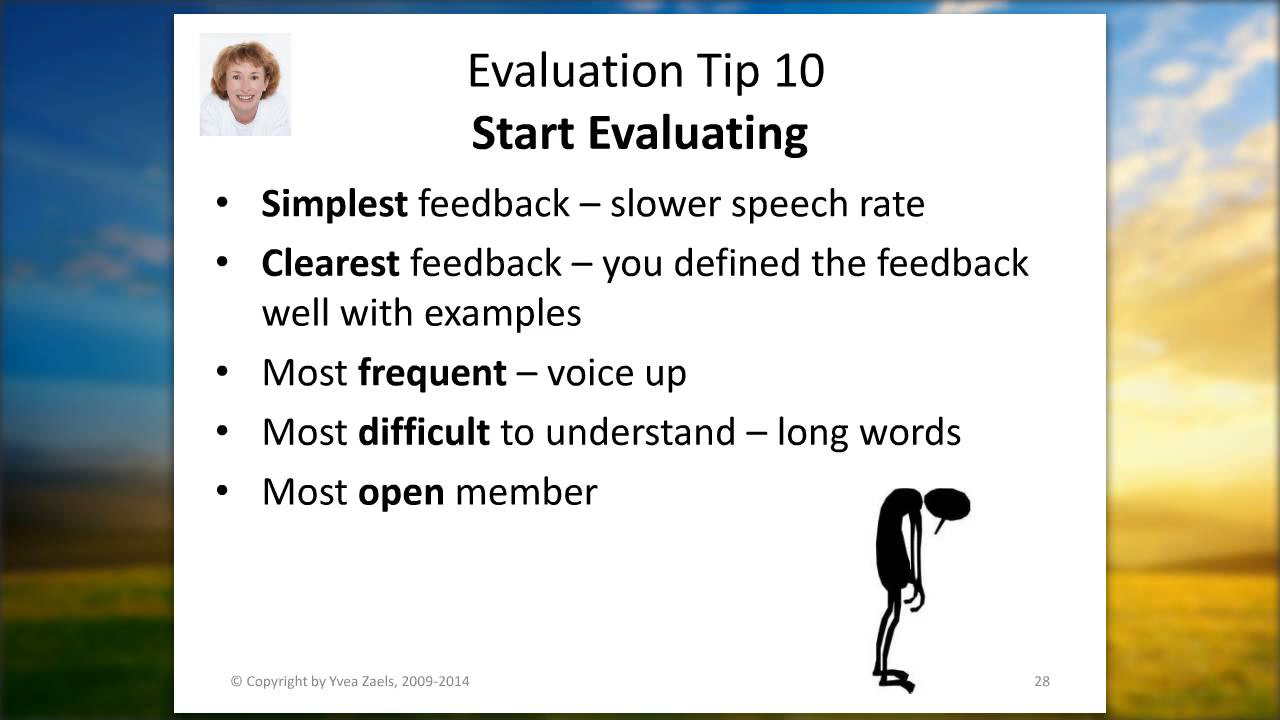 Evaluation Tip 10
Start Evaluating
• Simplest feedback – slower speech rate
• Clearest feedback – you defined the feedback
well with examples
• Most frequent – voice up
• Most difficult to understand – long words
• Most open member
© Copyright by Yvea Zaels, 2009-2014
28